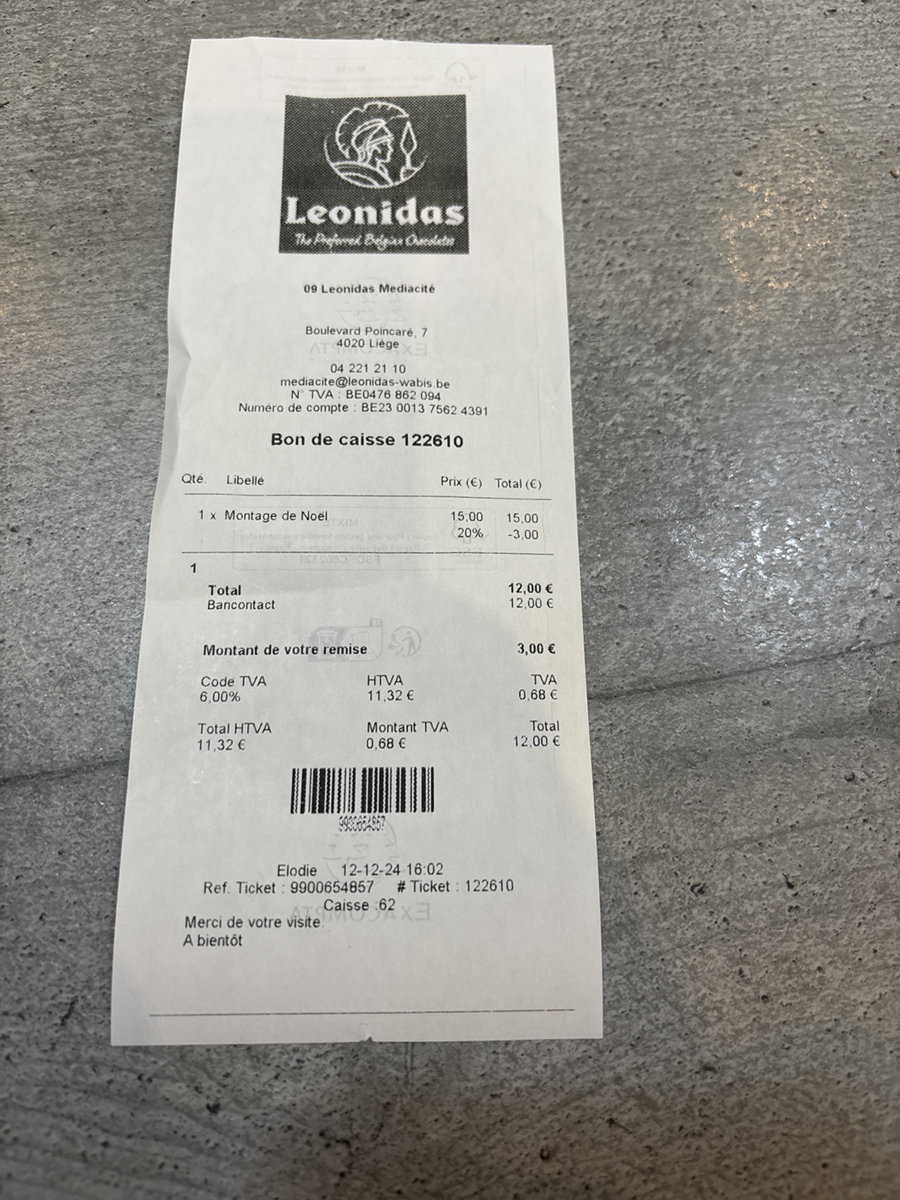 Leonidas
The Preferred Belgian Chocolates
09 Leonidas Mediacité
Boulevard Poincaré, 7
4020 Liège
04 221 21 10
mediacite@leonidas-wabis.be
N° TVA : BE0476 862 094
Numéro de compte : BE23 0013 7562 4391
Bon de caisse 122610
Qté. Libellé Prix (€) Total (€)
1 x Montage de Noël 15,00 15,00
20% -3,00
1
Total 12,00 €
Bancontact 12,00 €
Montant de votre remise 3,00 €
Code TVA HTVA TVA
6,00% 11,32 € 0,68 €
Total HTVA Montant TVA Total
11,32 € 0,68 € 12,00 €
9900654857
Elodie 12-12-24 16:02
Ref. Ticket : 9900654857 # Ticket : 122610
Caisse :62
Merci de votre visite
A bientôt